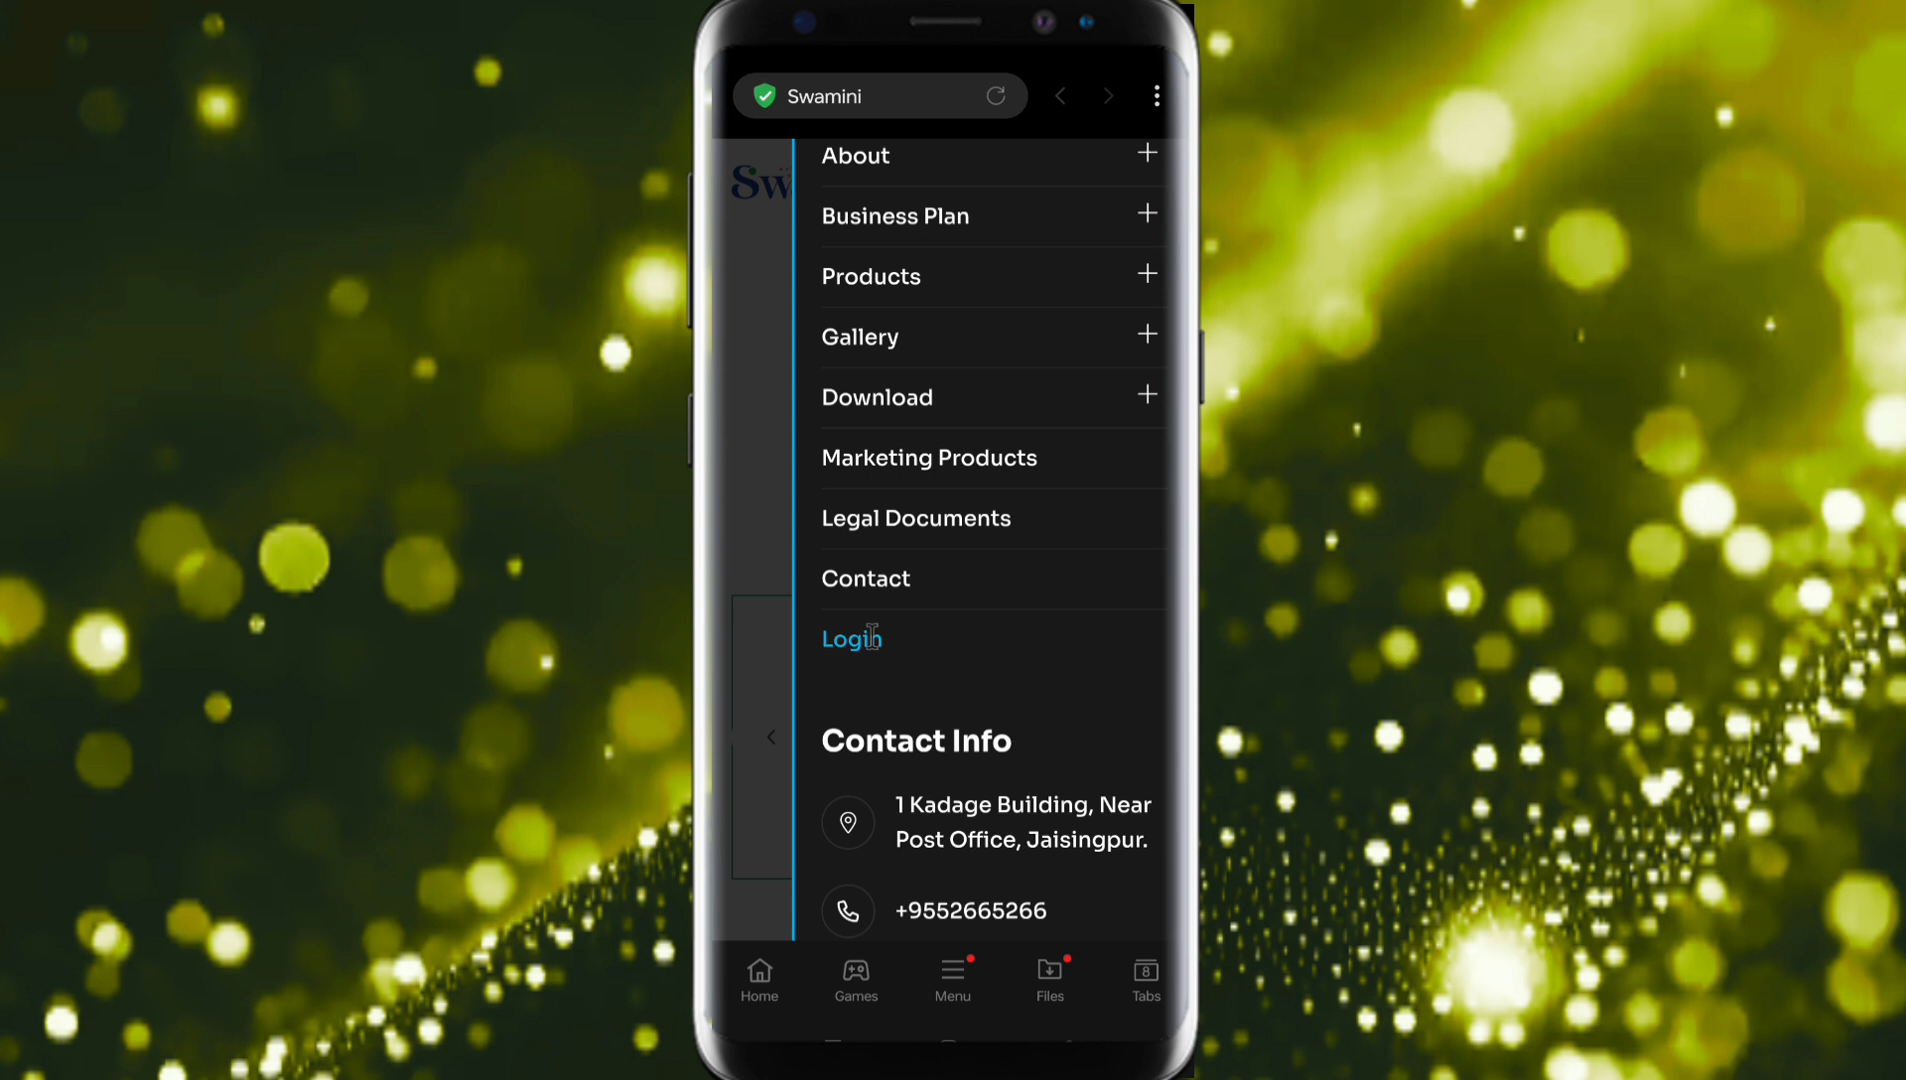 Swamini
Sw
About
Business Plan
Products
Gallery
Download
Marketing Products
Legal Documents
Contact
Login
Contact Info
1 Kadage Building, Near
Post Office, Jaisingpur.
+9552665266
8
Home Games Menu Files Tabs